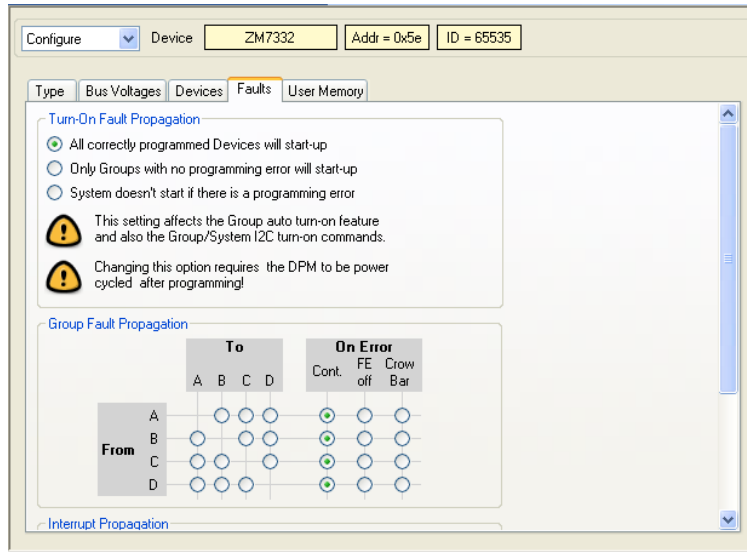 Configure Device ZM7332 Addr = 0x5e ID = 65535
Type Bus Voltages Devices Faults User Memory
Turn-On Fault Propagation
All correctly programmed Devices will start-up
Only Groups with no programming error will start-up
System doesn't start if there is a programming error
This setting affects the Group auto turn-on feature
and also the Group/System I2C turn-on commands.
Changing this option requires the DPM to be power
cycled after programming!
Group Fault Propagation
To On Error
A B C D Cont. FE off Crow Bar
A
B
From
C
D
Interrupt Propagation